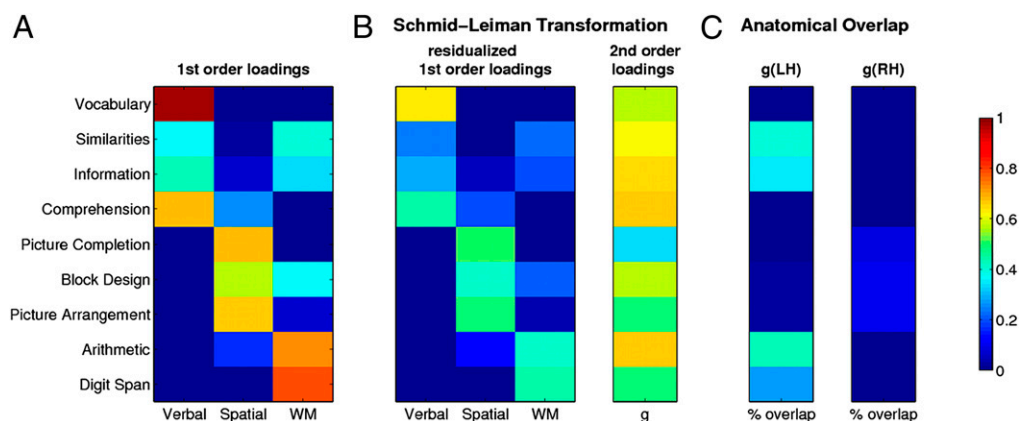 A
B
C
Schmid–Leiman Transformation
Anatomical Overlap
1st order loadings
residualized
1st order loadings
2nd order
loadings
g(LH)
g(RH)
Vocabulary
Similarities
Information
Comprehension
Picture Completion
Block Design
Picture Arrangement
Arithmetic
Digit Span
Verbal Spatial WM
Verbal Spatial WM
g
% overlap
% overlap
1
0.8
0.6
0.4
0.2
0